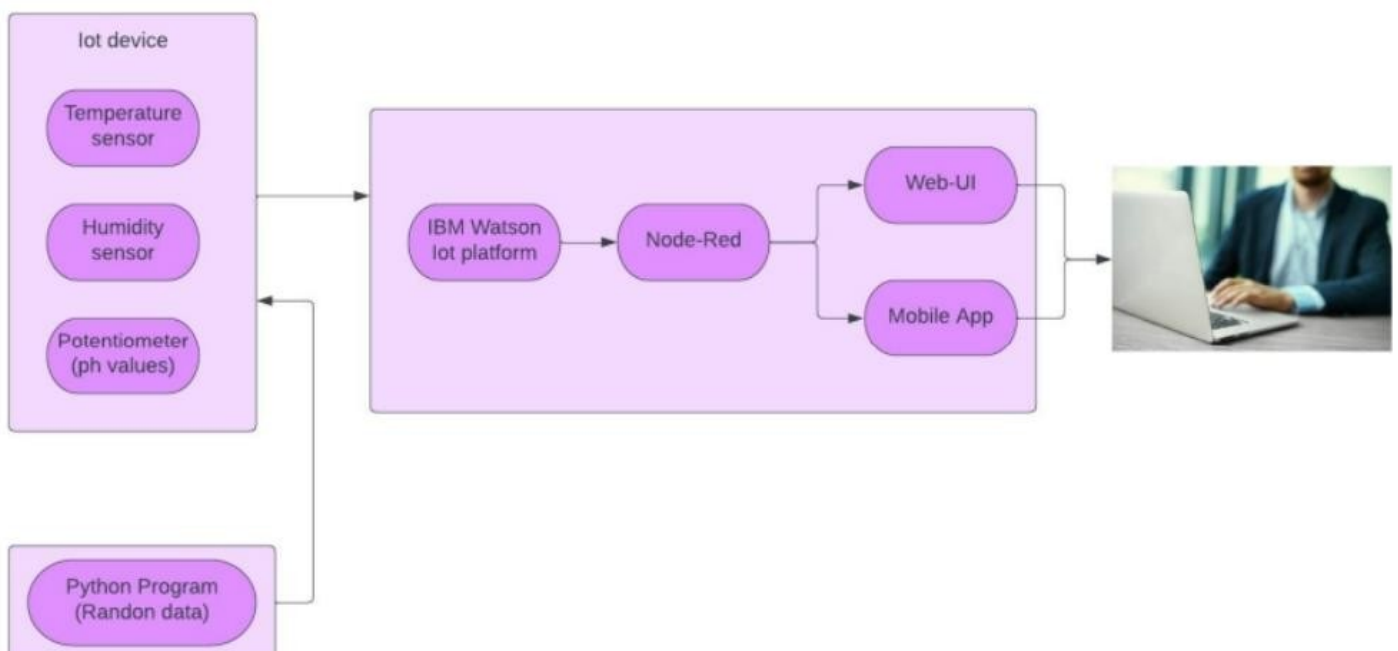 Iot device
Temperature
sensor
Humidity
sensor
Potentiometer
(ph values)
IBM Watson
Iot platform
Node-Red
Web-UI
Mobile App
Python Program
(Randon data)